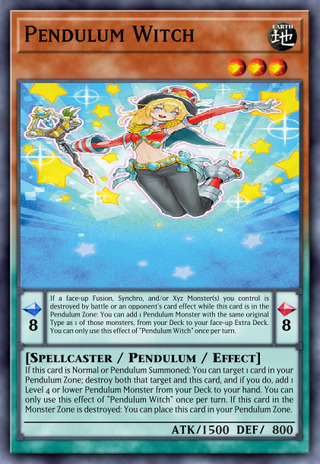 Pendulum Witch
EARTH
地
If a face-up Fusion, Synchro, and/or Xyz Monster(s) you control is
destroyed by battle or an opponent's card effect while this card is in the
Pendulum Zone: You can add 1 Pendulum Monster with the same original
Type as 1 of those monsters, from your Deck to your face-up Extra Deck.
You can only use this effect of "Pendulum Witch" once per turn.
8
8
[Spellcaster / Pendulum / Effect]
If this card is Normal or Pendulum Summoned: You can target 1 card in your
Pendulum Zone; destroy both that target and this card, and if you do, add 1
Level 4 or lower Pendulum Monster from your Deck to your hand. You can
only use this effect of "Pendulum Witch" once per turn. If this card in the
Monster Zone is destroyed: You can place this card in your Pendulum Zone.
ATK/1500 DEF/ 800